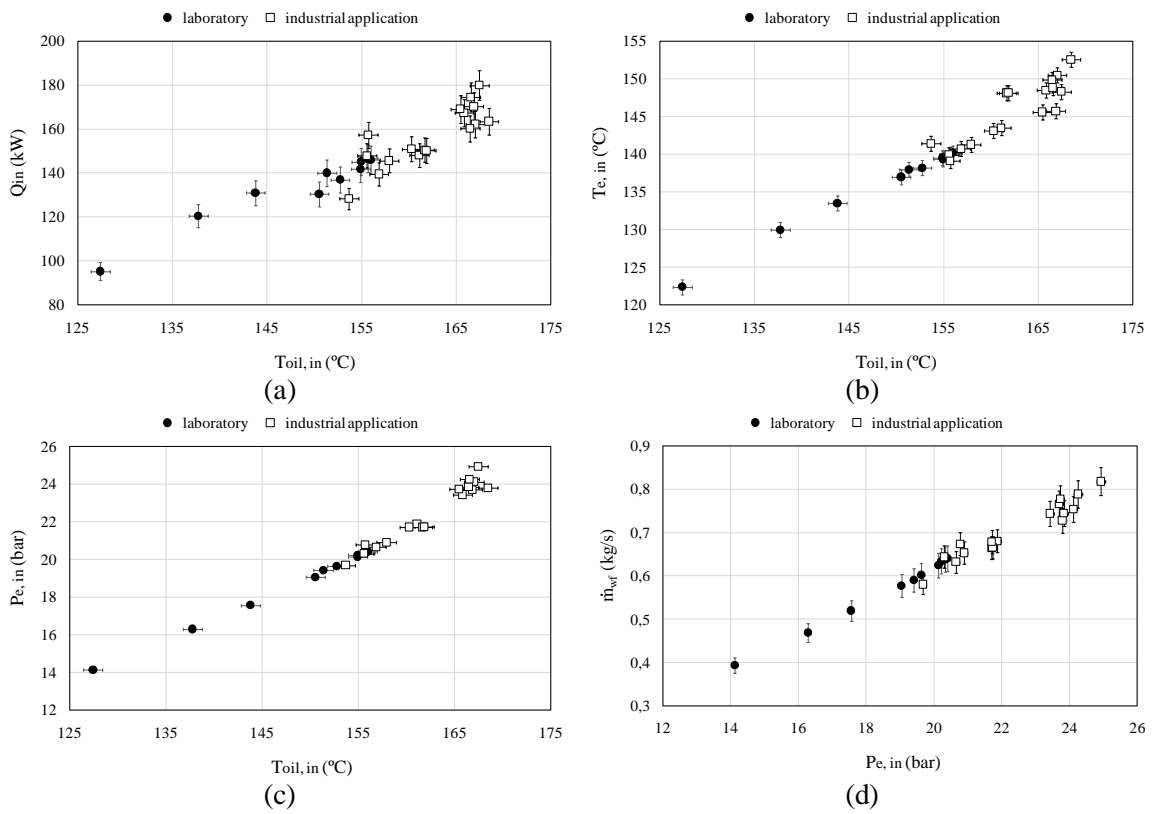 laboratory industrial application
Qin (kW)
200
180
160
140
120
100
80
125 135 145 155 165 175
Toil, in (ºC)
(a)
laboratory industrial application
Te, in (ºC)
155
150
145
140
135
130
125
120
125 135 145 155 165 175
Toil, in (ºC)
(b)
laboratory industrial application
Pe, in (bar)
26
24
22
20
18
16
14
12
125 135 145 155 165 175
Toil, in (ºC)
(c)
laboratory industrial application
ṁwf (kg/s)
0,9
0,8
0,7
0,6
0,5
0,4
0,3
12 14 16 18 20 22 24 26
Pe, in (bar)
(d)